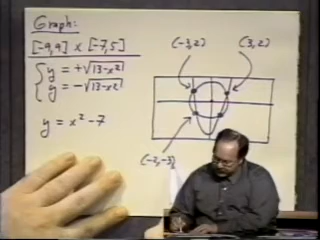 Graph:
[-9,9] x [-7,5]
{ y = +√(13-x²)
{ y = -√(13-x²)
y = x² - 7
(-3,2) (3,2)
(-2,-3)